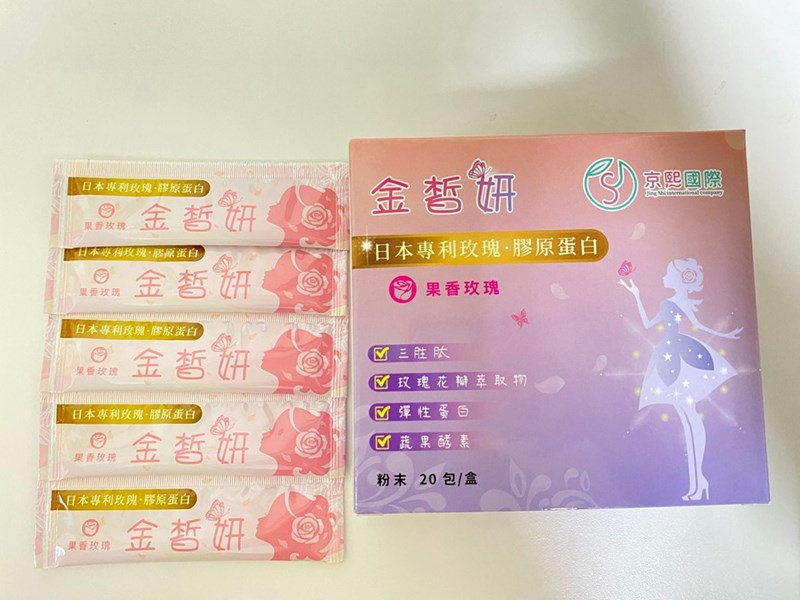 日本專利玫瑰·膠原蛋白
果香玫瑰
金皙妍
日本專利玫瑰·膠原蛋白
果香玫瑰
金皙妍
日本專利玫瑰·膠原蛋白
果香玫瑰
金皙妍
日本專利玫瑰·膠原蛋白
果香玫瑰
金皙妍
日本專利玫瑰·膠原蛋白
果香玫瑰
金皙妍
金皙妍
京熙國際
Jing Shi international company
日本專利玫瑰·膠原蛋白
果香玫瑰
三胜肽
玫瑰花瓣萃取物
彈性蛋白
蔬果酵素
粉末 20包/盒